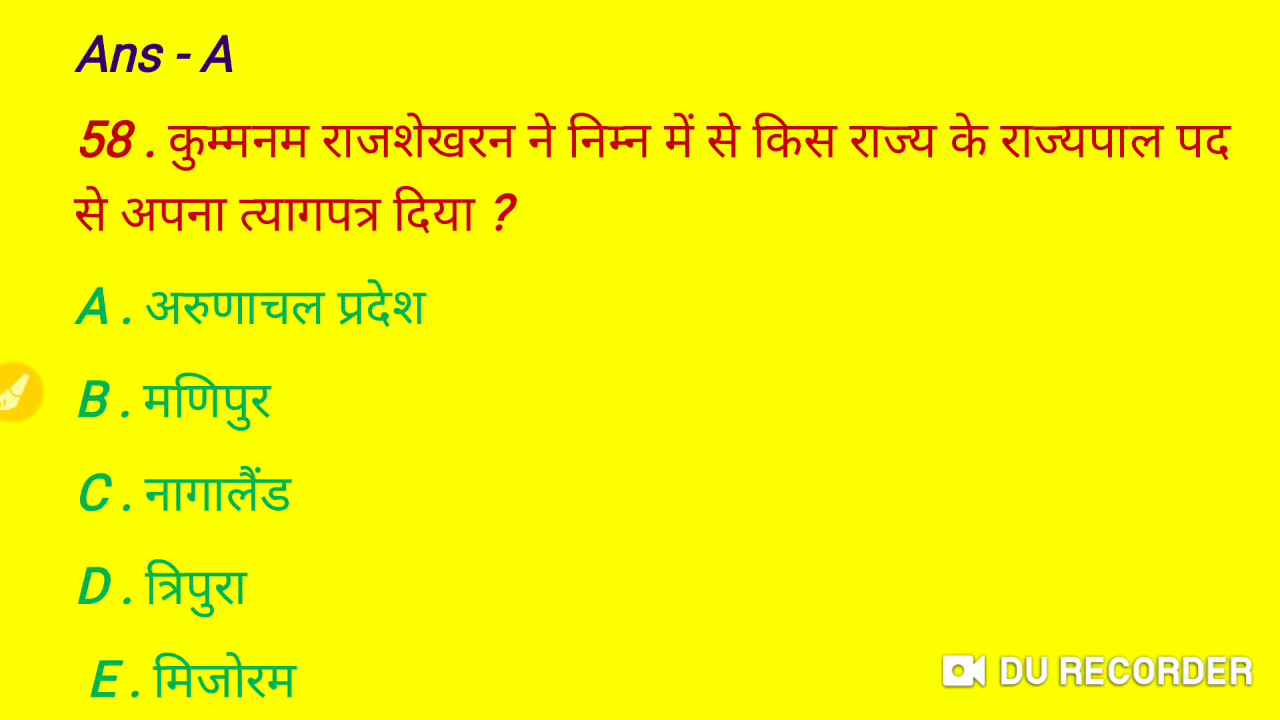 Ans - A
58 . कुम्मनम राजशेखरन ने निम्न में से किस राज्य के राज्यपाल पद
से अपना त्यागपत्र दिया ?
A . अरुणाचल प्रदेश
B . मणिपुर
C . नागालैंड
D . त्रिपुरा
E . मिजोरम
DU RECORDER